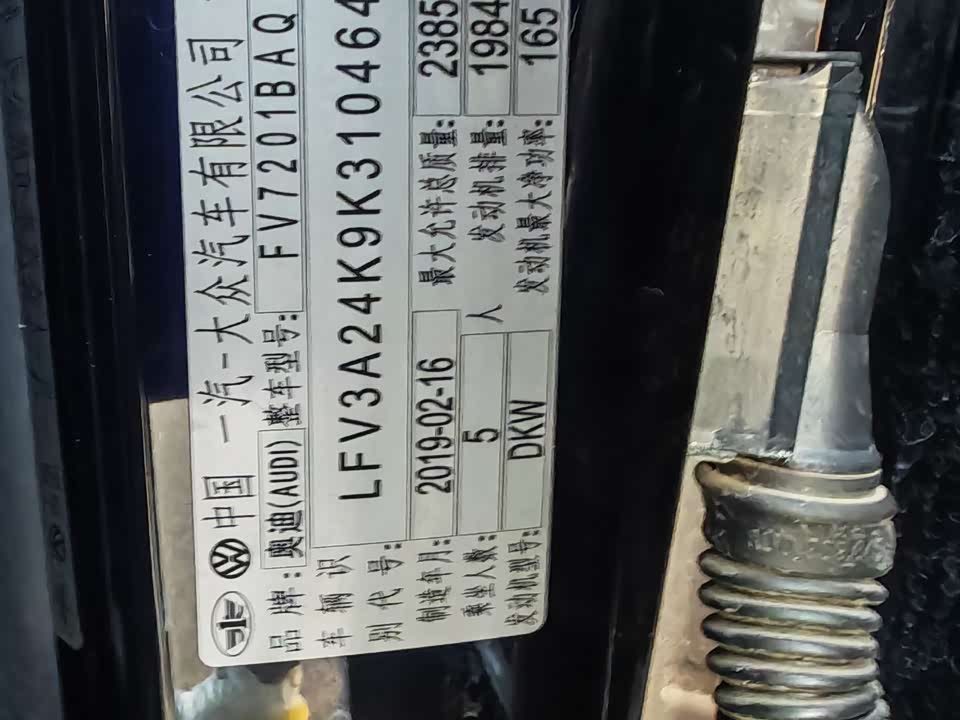 中国 一汽-大众汽车有限公司
品牌: 奥迪(AUDI) 整车型号: FV7201BAQ
车辆识别代号: LFV3A24K9K310464
制造年月: 2019-02-16 最大允许总质量: 2385
乘坐人数: 5 人 发动机排量: 1984
发动机型号: DKW 发动机最大净功率: 165